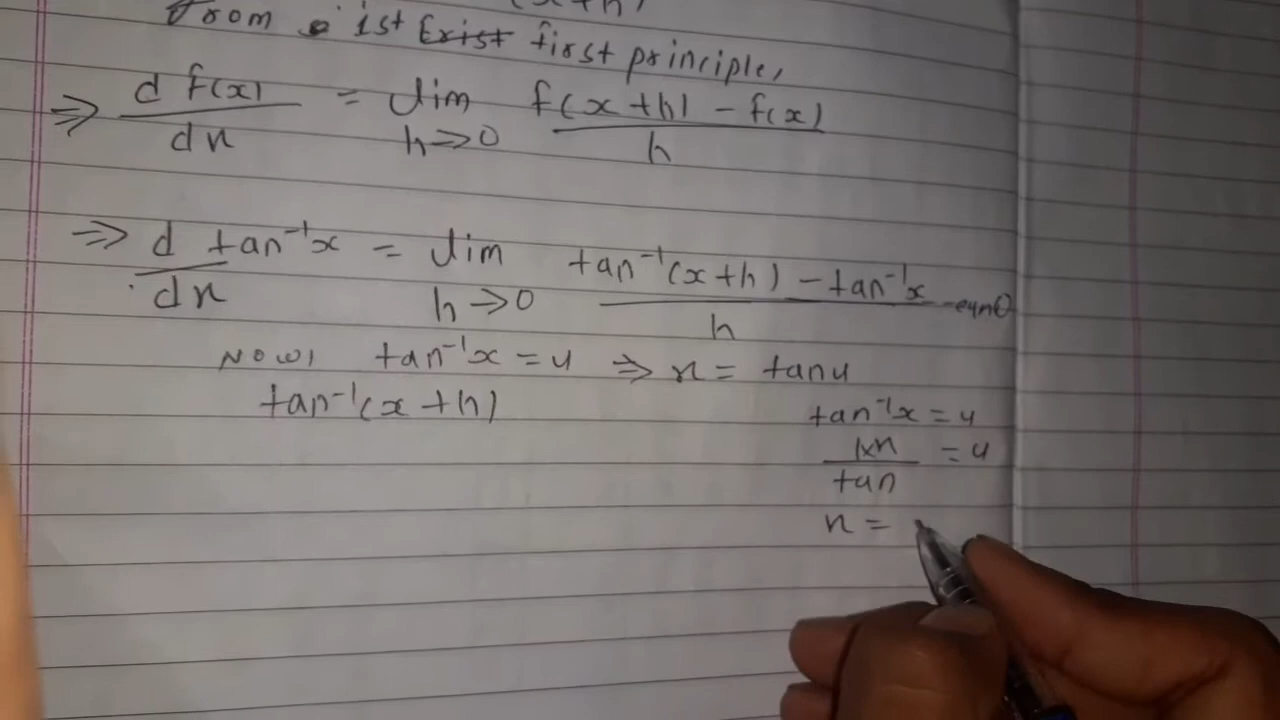 (x+h)
From 1st Exist first principle,
⇒ d f(x) / dx = lim h→0 f(x+h) - f(x) / h
⇒ d tan⁻¹x / dx = lim h→0 tan⁻¹(x+h) - tan⁻¹x / h - eqn①
Now, tan⁻¹x = u ⇒ x = tan u
tan⁻¹(x+h)
tan⁻¹x = u
1×x / tan = u
x =